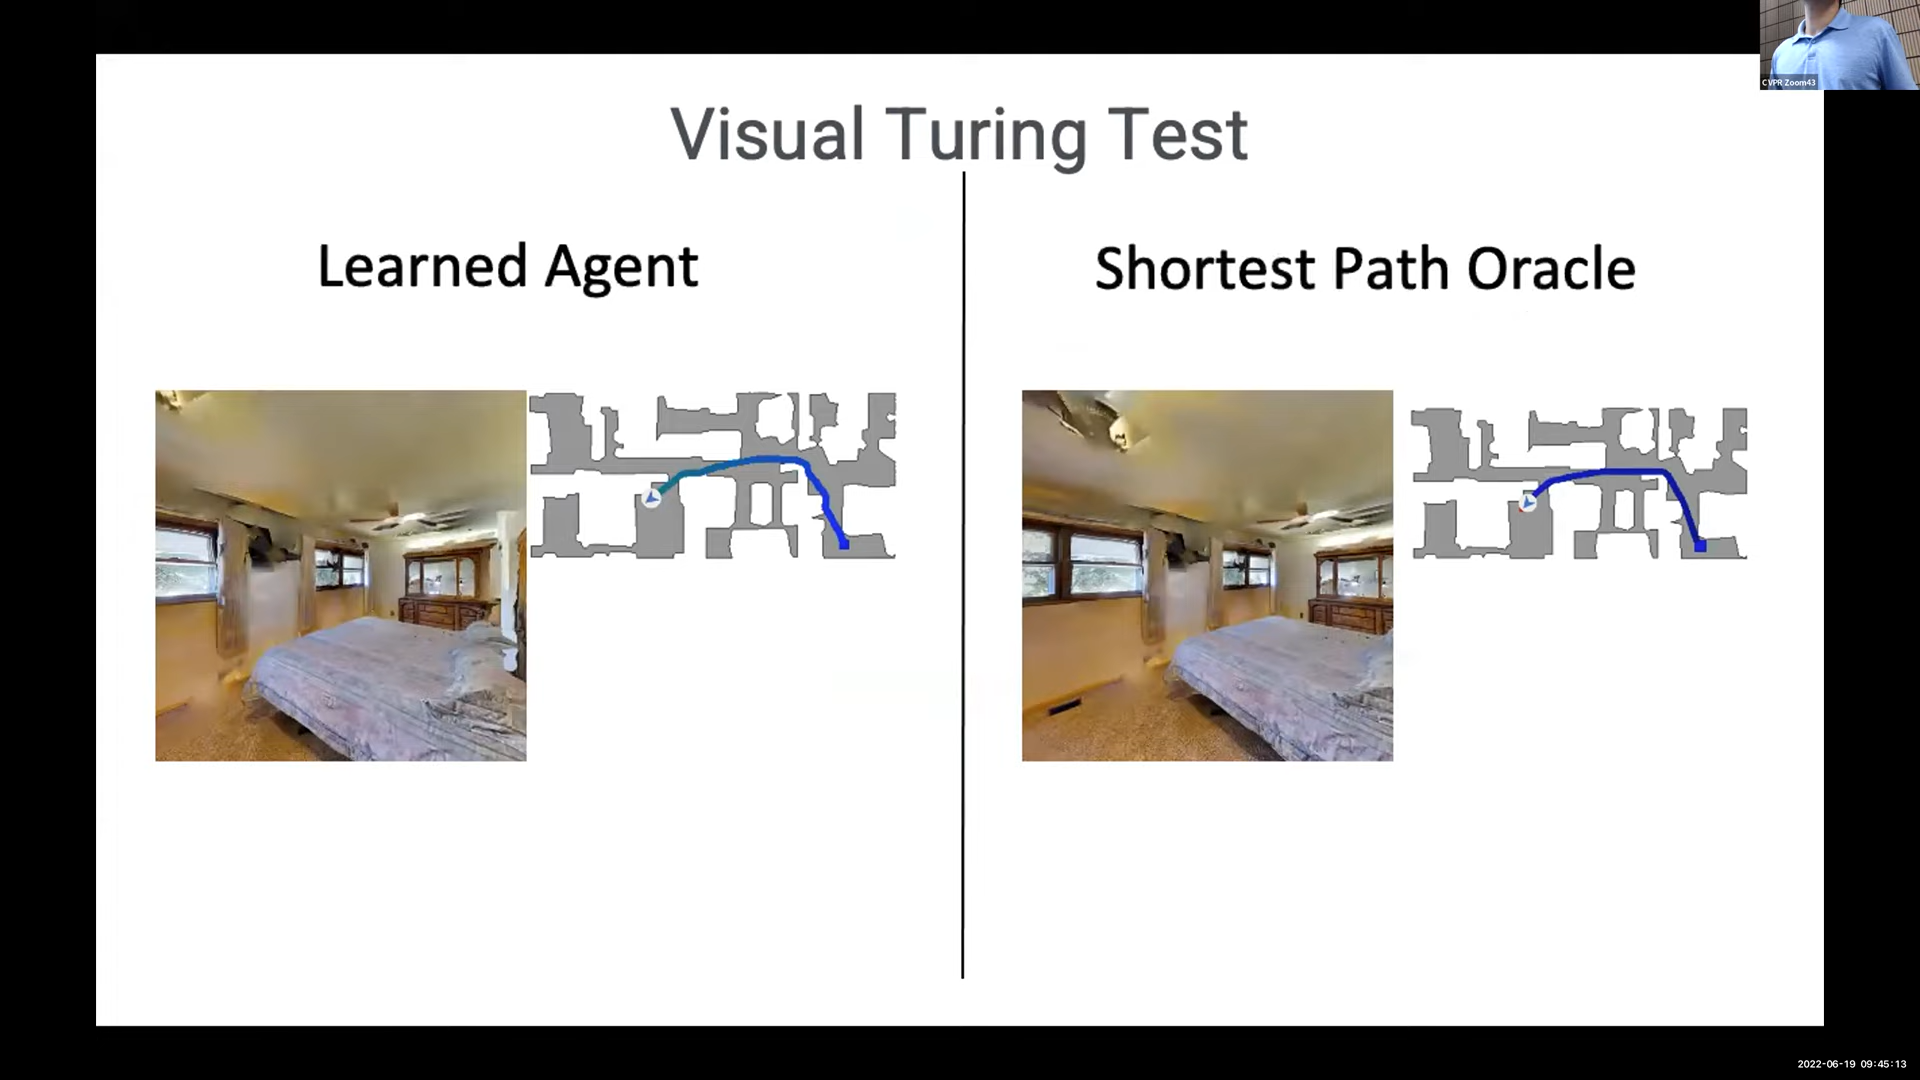 CVPR Zoom43
Visual Turing Test
Learned Agent
Shortest Path Oracle
2022-06-19 09:45:13